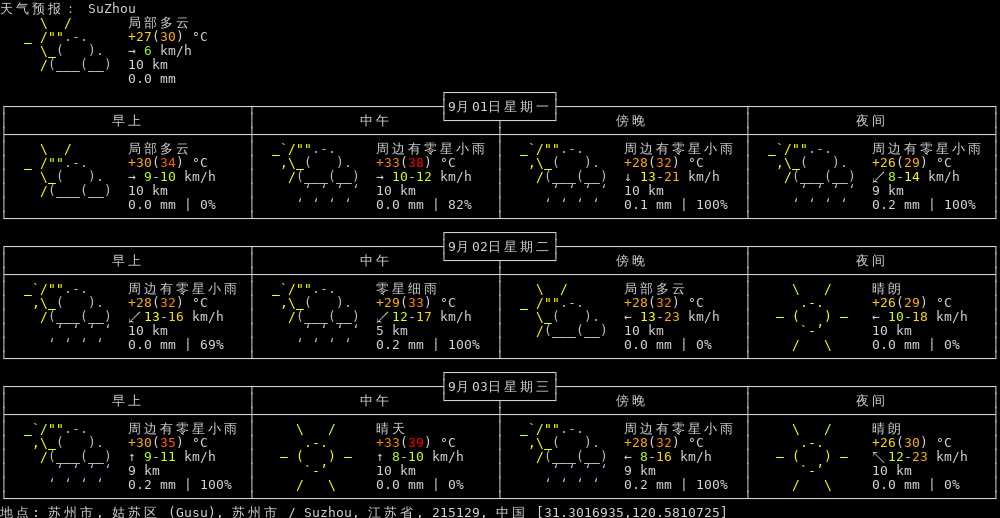 天气预报： SuZhou
局部多云
+27(30) °C
→ 6 km/h
10 km
0.0 mm
9月01日星期一
早上 中午 傍晚 夜间
局部多云 周边有零星小雨 周边有零星小雨 周边有零星小雨
+30(34) °C +33(38) °C +28(32) °C +26(29) °C
→ 9-10 km/h → 10-12 km/h ↓ 13-21 km/h ↙ 8-14 km/h
10 km 10 km 10 km 9 km
0.0 mm | 0% 0.0 mm | 82% 0.1 mm | 100% 0.2 mm | 100%
9月02日星期二
早上 中午 傍晚 夜间
周边有零星小雨 零星细雨 局部多云 晴朗
+28(32) °C +29(33) °C +28(32) °C +26(29) °C
↙ 13-16 km/h ↙ 12-17 km/h ← 13-23 km/h ← 10-18 km/h
10 km 5 km 10 km 10 km
0.0 mm | 69% 0.2 mm | 100% 0.0 mm | 0% 0.0 mm | 0%
9月03日星期三
早上 中午 傍晚 夜间
周边有零星小雨 晴天 周边有零星小雨 晴朗
+30(35) °C +33(39) °C +28(32) °C +26(30) °C
↑ 9-11 km/h ↑ 8-10 km/h ← 8-16 km/h ↖ 12-23 km/h
9 km 10 km 9 km 10 km
0.2 mm | 100% 0.0 mm | 0% 0.2 mm | 100% 0.0 mm | 0%
地点: 苏州市, 姑苏区 (Gusu), 苏州市 / Suzhou, 江苏省, 215129, 中国 [31.3016935,120.5810725]